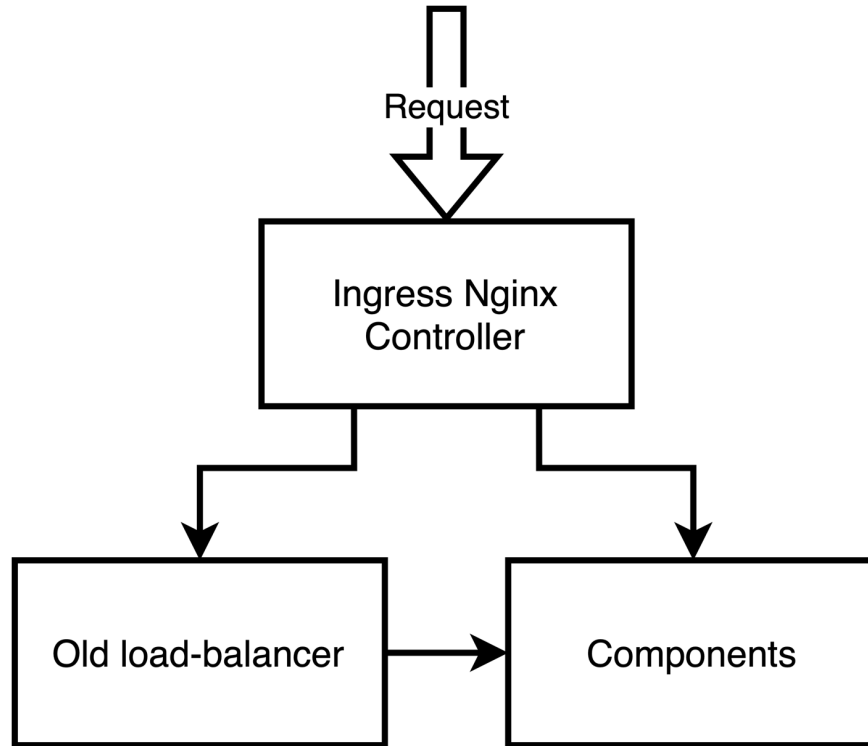 Request
Ingress Nginx
Controller
Old load-balancer
Components